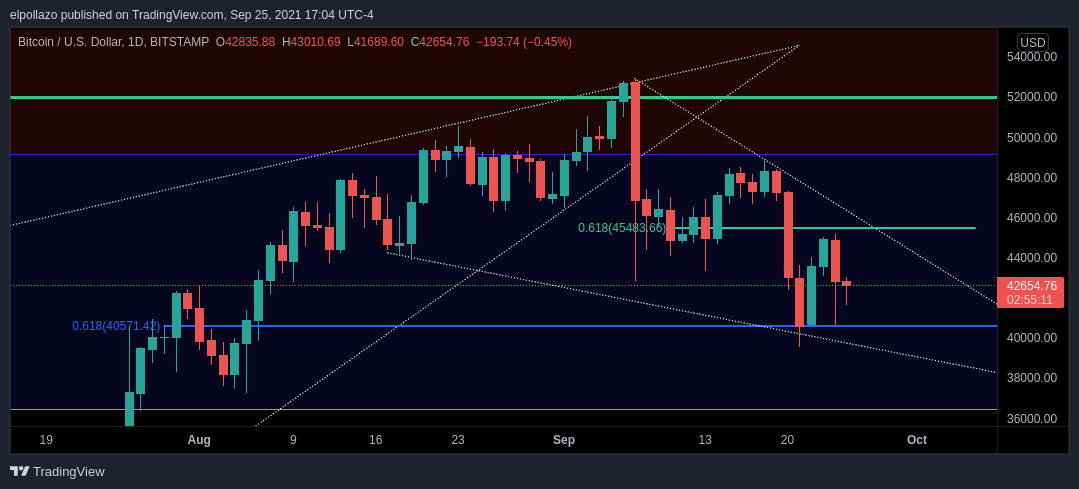 elpollazo published on TradingView.com, Sep 25, 2021 17:04 UTC-4
Bitcoin / U.S. Dollar, 1D, BITSTAMP O42835.88 H43010.69 L41689.60 C42654.76 −193.74 (−0.45%)
USD
54000.00
52000.00
50000.00
48000.00
46000.00
0.618(45483.66)
44000.00
42654.76
02:55:11
0.618(40571.42)
40000.00
38000.00
36000.00
19 Aug 9 16 23 Sep 13 20 Oct
TradingView